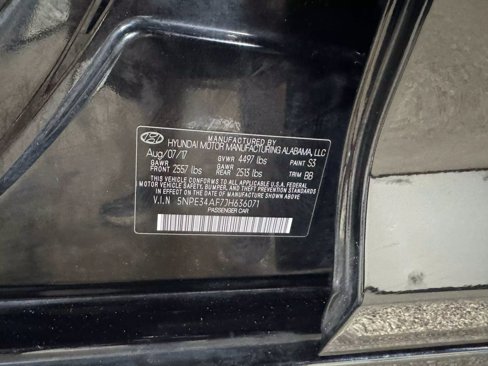 MANUFACTURED BY
HYUNDAI MOTOR MANUFACTURING ALABAMA, LLC
Aug/07/17 GVWR 4497 lbs PAINT S3
GAWR FRONT 2557 lbs GAWR REAR 2513 lbs TRIM BB
THIS VEHICLE CONFORMS TO ALL APPLICABLE U.S.A. FEDERAL
MOTOR VEHICLE SAFETY, BUMPER, AND THEFT PREVENTION STANDARDS
IN EFFECT ON THE DATE OF MANUFACTURE SHOWN ABOVE.
V.I.N 5NPE34AF7JH636071
PASSENGER CAR